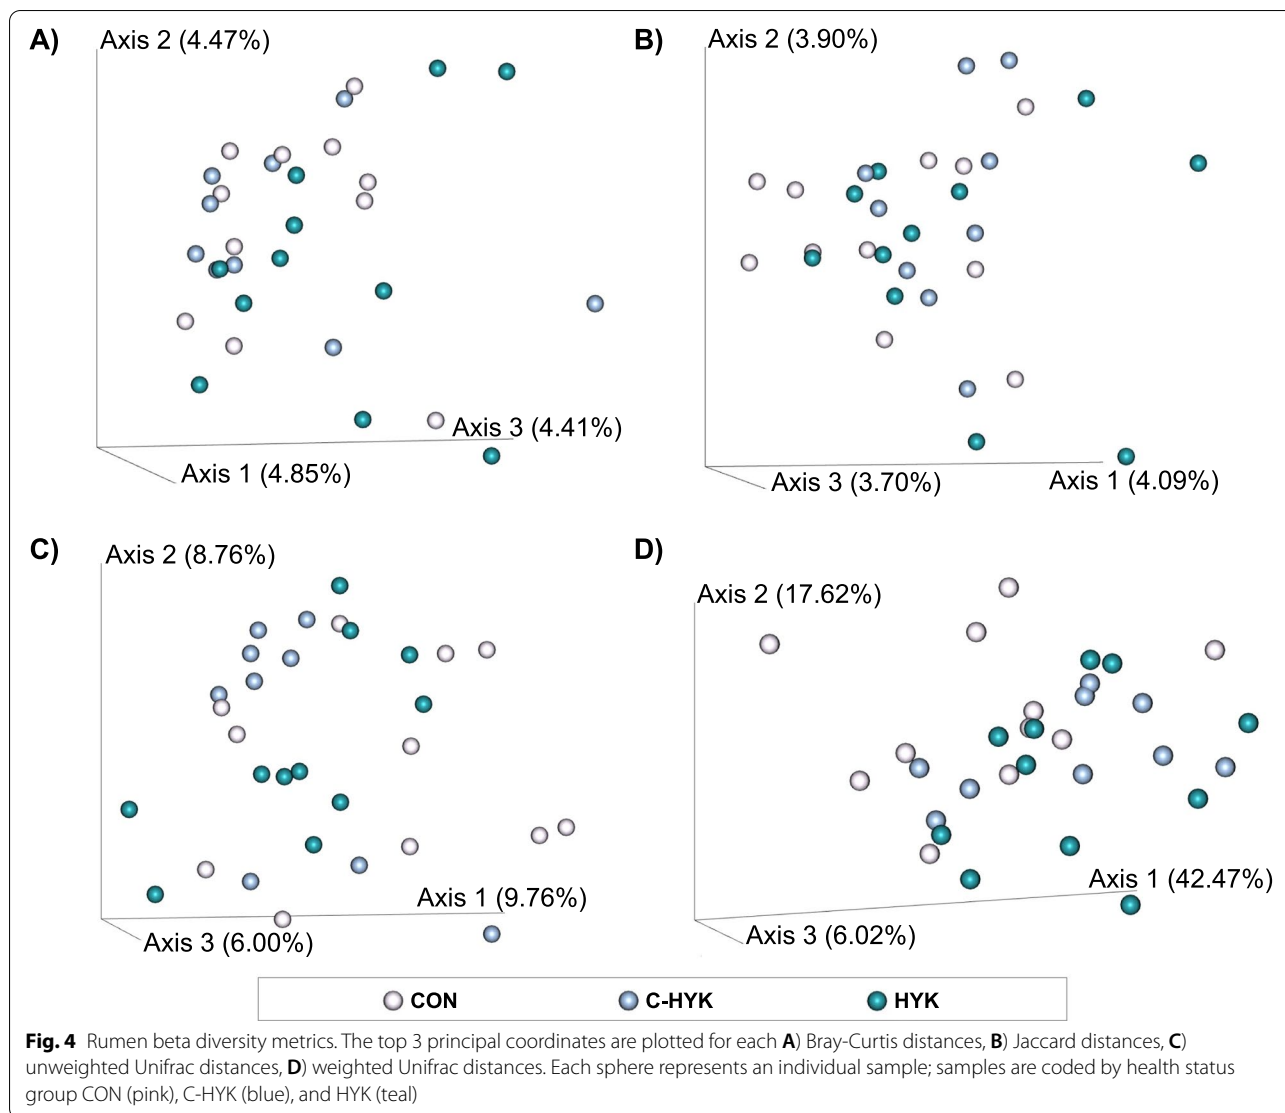 A)
Axis 2 (4.47%)
Axis 3 (4.41%)
Axis 1 (4.85%)
B)
Axis 2 (3.90%)
Axis 3 (3.70%)
Axis 1 (4.09%)
C)
Axis 2 (8.76%)
Axis 1 (9.76%)
Axis 3 (6.00%)
D)
Axis 2 (17.62%)
Axis 1 (42.47%)
Axis 3 (6.02%)
CON C-HYK HYK
Fig. 4 Rumen beta diversity metrics. The top 3 principal coordinates are plotted for each A) Bray-Curtis distances, B) Jaccard distances, C)
unweighted Unifrac distances, D) weighted Unifrac distances. Each sphere represents an individual sample; samples are coded by health status
group CON (pink), C-HYK (blue), and HYK (teal)